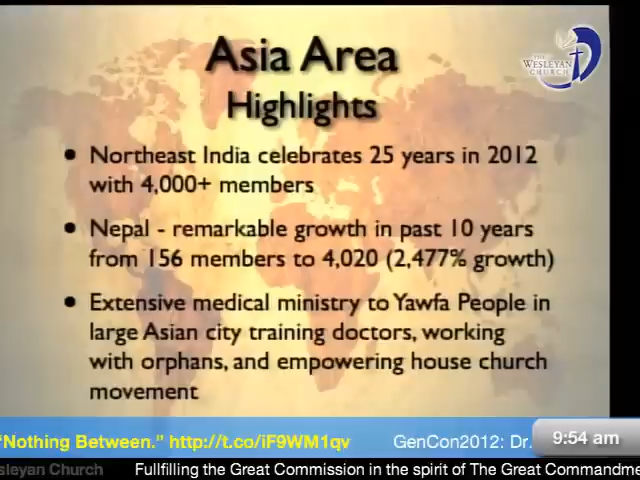 Asia Area
THE
WESLEYAN
CHURCH
Highlights
• Northeast India celebrates 25 years in 2012
with 4,000+ members
• Nepal - remarkable growth in past 10 years
from 156 members to 4,020 (2,477% growth)
• Extensive medical ministry to Yawfa People in
large Asian city training doctors, working
with orphans, and empowering house church
movement
“Nothing Between.” http://t.co/iF9WM1qv GenCon2012: Dr. 9:54 am
sleyan Church Fullfilling the Great Commission in the spirit of The Great Commandme